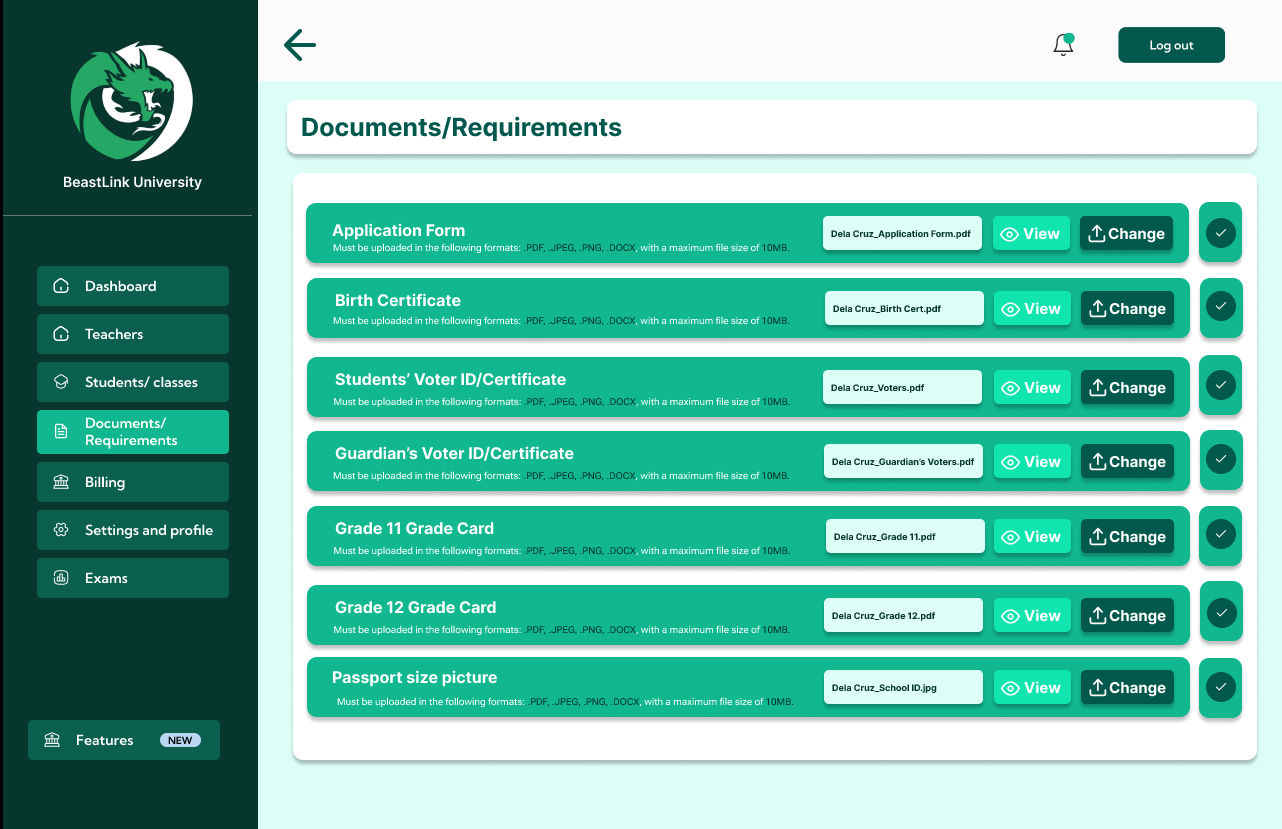 BeastLink University
Dashboard
Teachers
Students/ classes
Documents/
Requirements
Billing
Settings and profile
Exams
Features NEW
Log out
Documents/Requirements
Application Form
Must be uploaded in the following formats: .PDF, .JPEG, .PNG, .DOCX, with a maximum file size of 10MB.
Dela Cruz_Application Form.pdf
View
Change
Birth Certificate
Must be uploaded in the following formats: .PDF, .JPEG, .PNG, .DOCX, with a maximum file size of 10MB.
Dela Cruz_Birth Cert.pdf
View
Change
Students’ Voter ID/Certificate
Must be uploaded in the following formats: .PDF, .JPEG, .PNG, .DOCX, with a maximum file size of 10MB.
Dela Cruz_Voters.pdf
View
Change
Guardian’s Voter ID/Certificate
Must be uploaded in the following formats: .PDF, .JPEG, .PNG, .DOCX, with a maximum file size of 10MB.
Dela Cruz_Guardian’s Voters.pdf
View
Change
Grade 11 Grade Card
Must be uploaded in the following formats: .PDF, .JPEG, .PNG, .DOCX, with a maximum file size of 10MB.
Dela Cruz_Grade 11.pdf
View
Change
Grade 12 Grade Card
Must be uploaded in the following formats: .PDF, .JPEG, .PNG, .DOCX, with a maximum file size of 10MB.
Dela Cruz_Grade 12.pdf
View
Change
Passport size picture
Must be uploaded in the following formats: .PDF, .JPEG, .PNG, .DOCX, with a maximum file size of 10MB.
Dela Cruz_School ID.jpg
View
Change